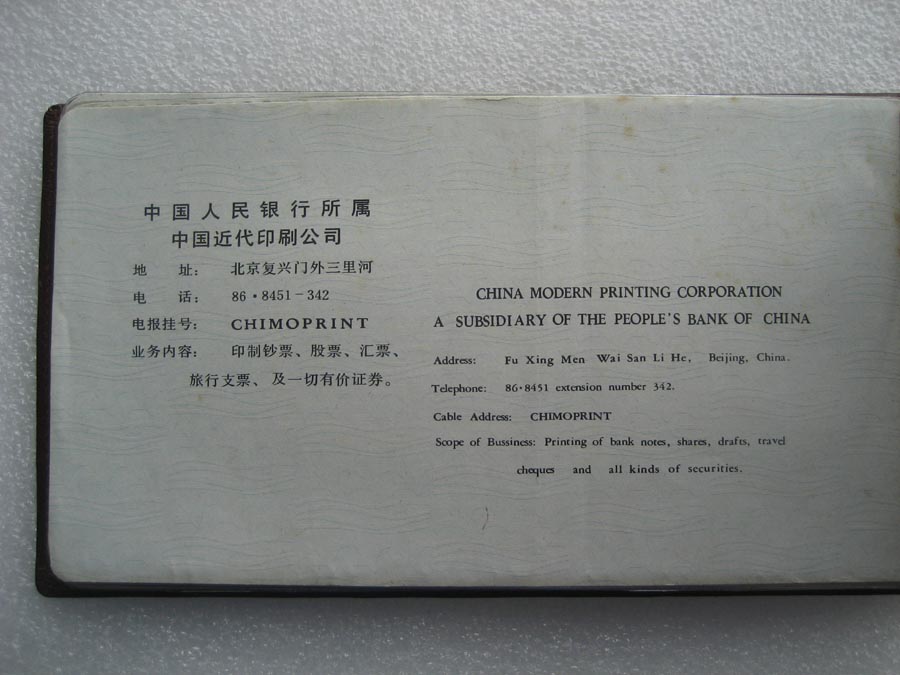 中国人民银行所属
中国近代印刷公司
地 址： 北京复兴门外三里河
电 话： 86·8451-342
电报挂号： CHIMOPRINT
业务内容： 印制钞票、股票、汇票、
旅行支票、及一切有价证券。
CHINA MODERN PRINTING CORPORATION
A SUBSIDIARY OF THE PEOPLE'S BANK OF CHINA
Address: Fu Xing Men Wai San Li He, Beijing, China.
Telephone: 86·8451 extension number 342.
Cable Address: CHIMOPRINT
Scope of Bussiness: Printing of bank notes, shares, drafts, travel
cheques and all kinds of securities.